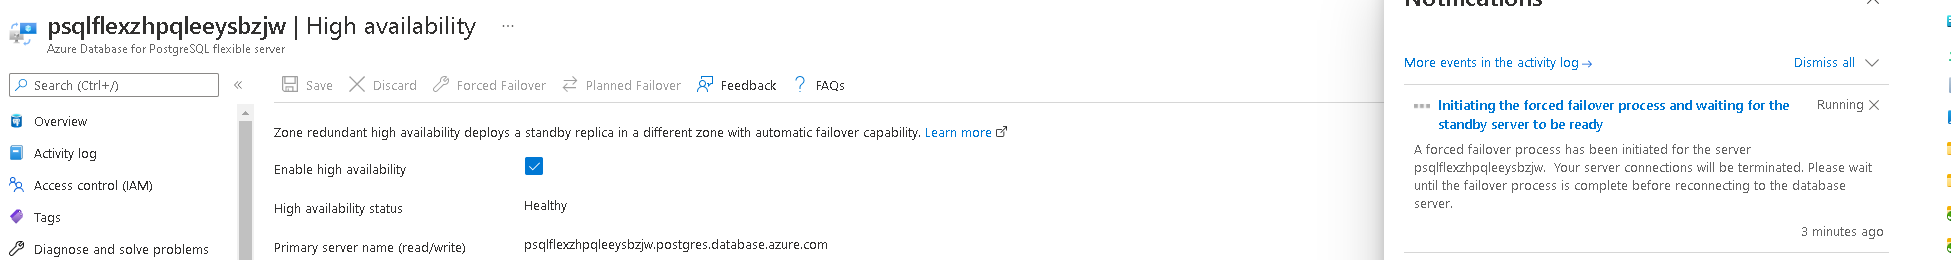 psqlflexzhpqleeysbzjw | High availability ...
Azure Database for PostgreSQL flexible server
Search (Ctrl+/)
«
Overview
Activity log
Access control (IAM)
Tags
Diagnose and solve problems
Save
Discard
Forced Failover
Planned Failover
Feedback
? FAQs
Zone redundant high availability deploys a standby replica in a different zone with automatic failover capability. Learn more
Enable high availability
High availability status
Healthy
Primary server name (read/write)
psqlflexzhpqleeysbzjw.postgres.database.azure.com
Notifications
More events in the activity log →
Dismiss all
Initiating the forced failover process and waiting for the
standby server to be ready
Running
A forced failover process has been initiated for the server
psqlflexzhpqleeysbzjw. Your server connections will be terminated. Please wait
until the failover process is complete before reconnecting to the database
server.
3 minutes ago